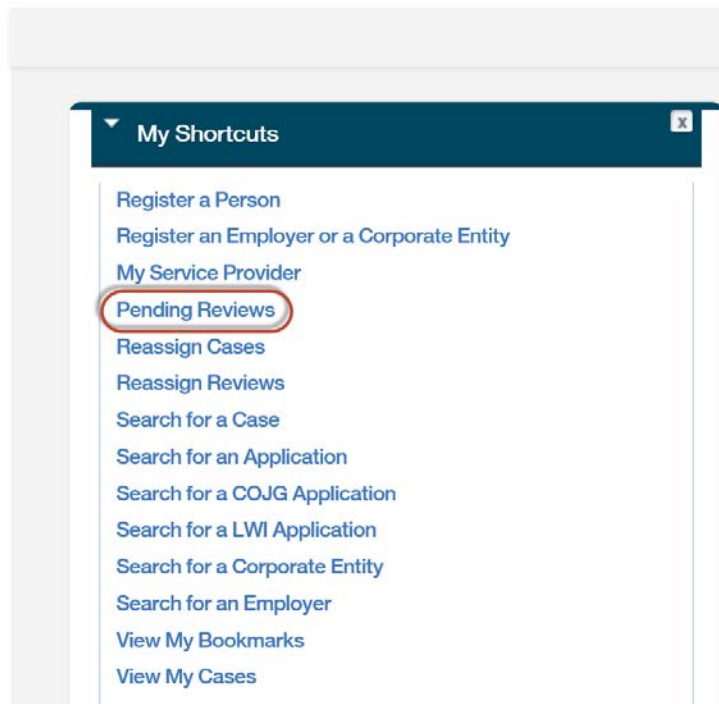 My Shortcuts
x
Register a Person
Register an Employer or a Corporate Entity
My Service Provider
Pending Reviews
Reassign Cases
Reassign Reviews
Search for a Case
Search for an Application
Search for a COJG Application
Search for a LWI Application
Search for a Corporate Entity
Search for an Employer
View My Bookmarks
View My Cases